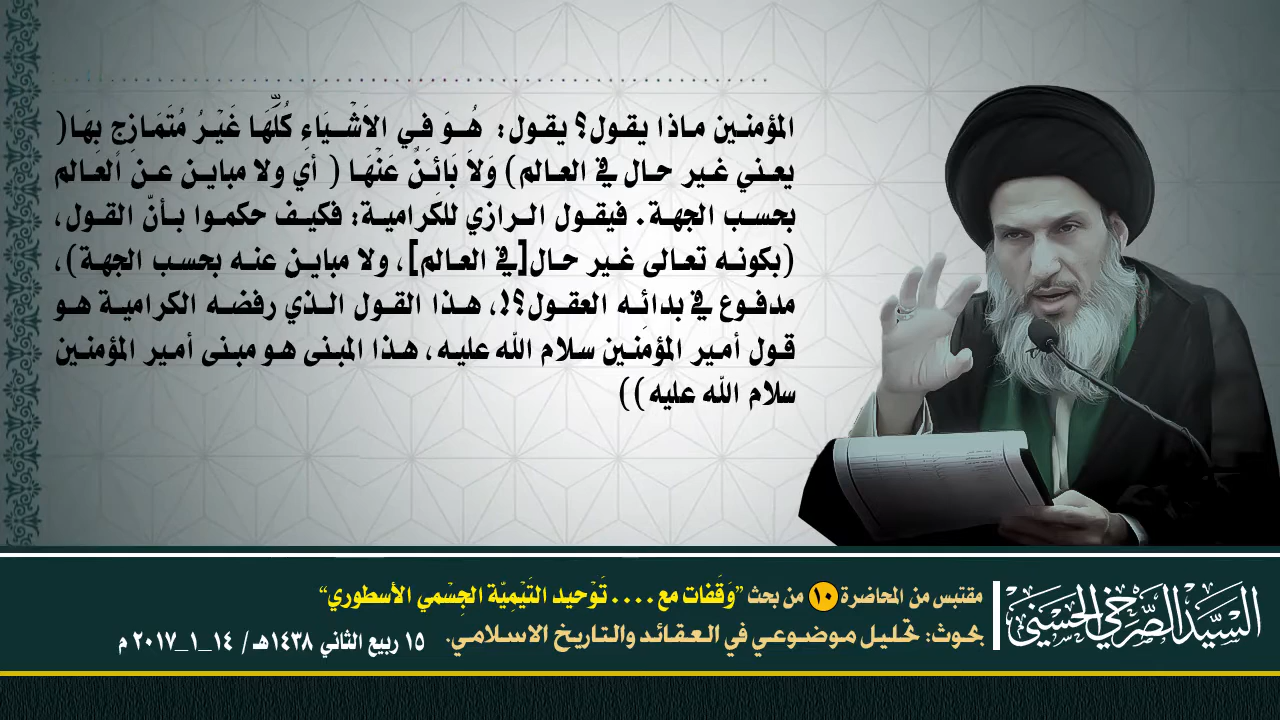 المؤمنين ماذا يقول؟ يقول: هُوَ في الاَشْيَاءِ كُلِّهَا غَيْرُ مُتَمَازِجٍ بِهَا(
يعني غير حال في العالم) وَلاَ بَائِنٌ عَنْهَا ( أي ولا مباين عن العالم
بحسب الجهة. فيقول الرازي للكرامية: فكيف حكموا بأنّ القول،
(بكونه تعالى غير حال[في العالم]، ولا مباين عنه بحسب الجهة)،
مدفوع في بدائه العقول؟!، هذا القول الذي رفضه الكرامية هو
قول أمير المؤمنين سلام الله عليه، هذا المبنى هو مبنى أمير المؤمنين
سلام الله عليه))
مقتبس من المحاضرة ١٠ من بحث "وَقَفات مع.... تَوْحيد التَيْمِيّة الجِسْمي الأسطوري"
بحوث: تحليل موضوعي في العقائد والتاريخ الاسلامي.
١٥ ربيع الثاني ١٤٣٨هـ / ١٤_١_٢٠١٧ م
السَّيِّد الصَّرخي الحَسَني